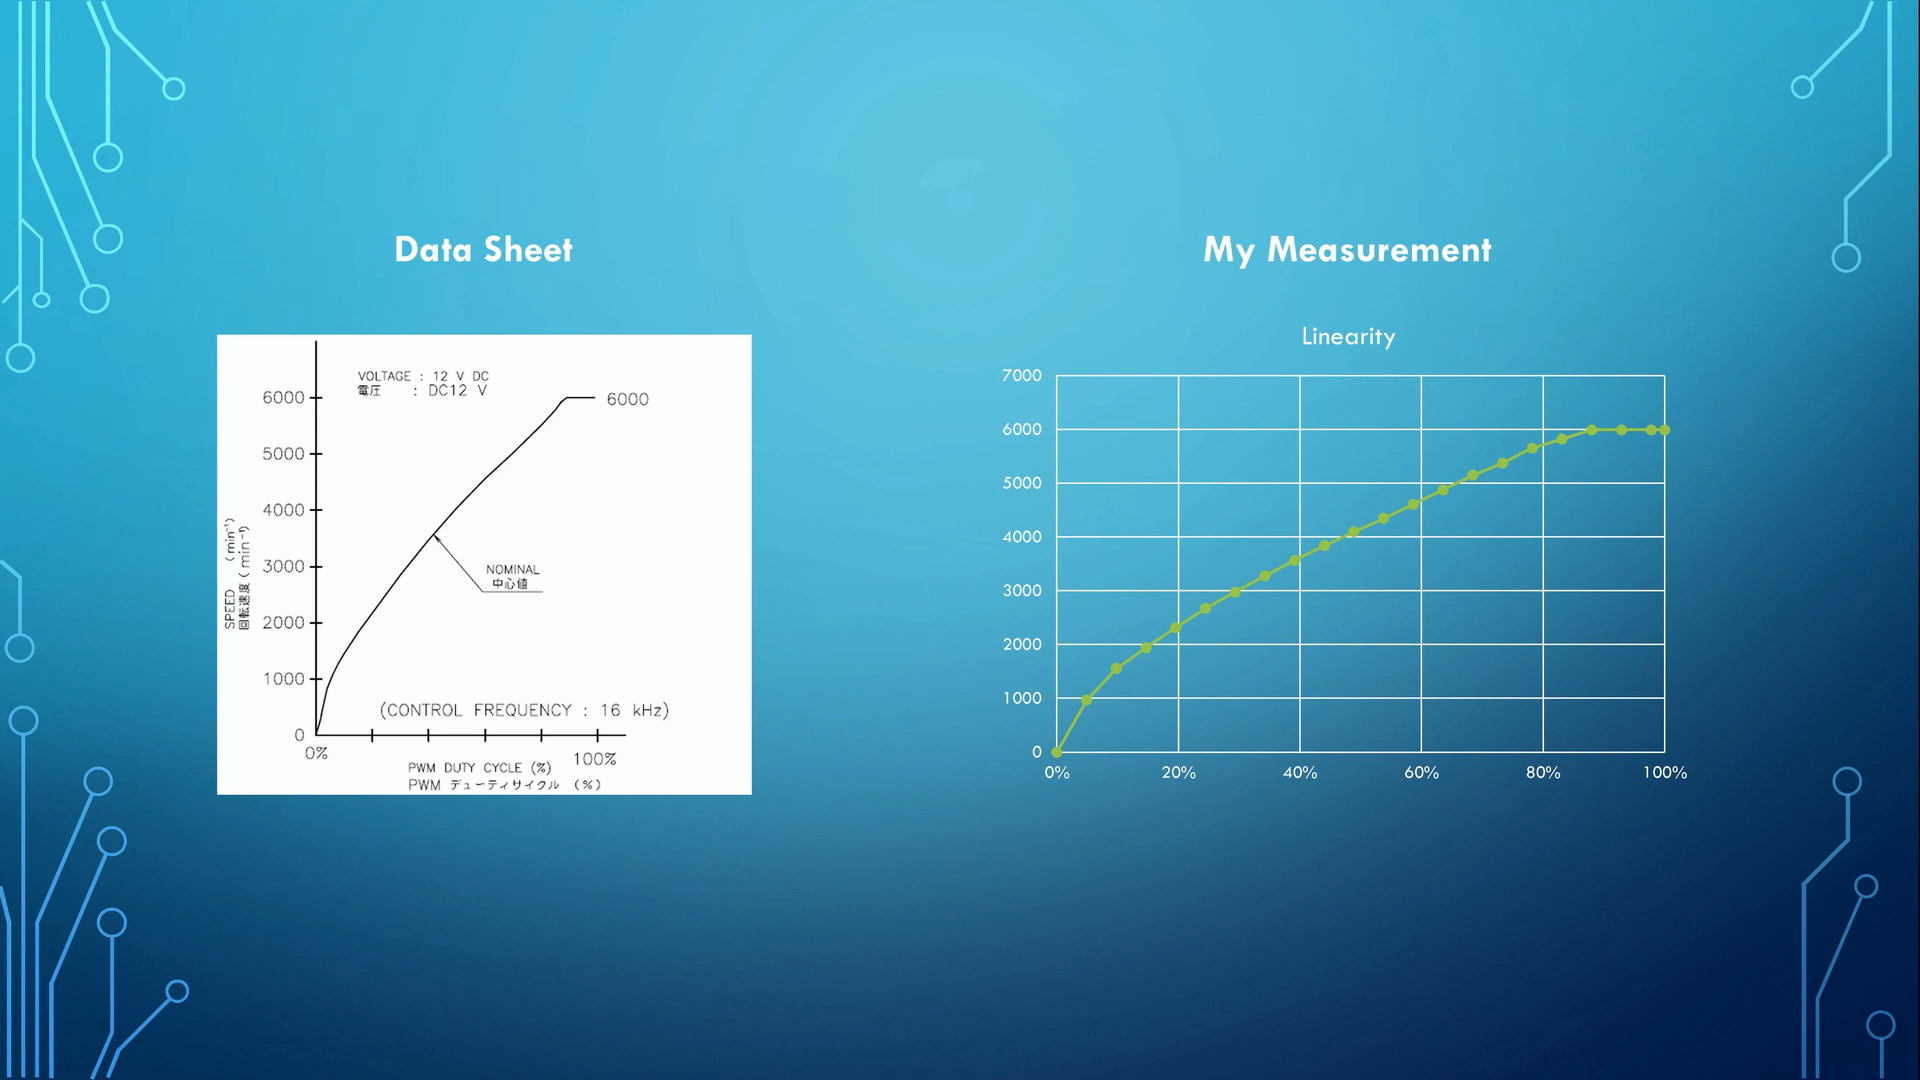 Data Sheet
VOLTAGE : 12 V DC
電圧 : DC12 V
6000
6000
5000
4000
3000
2000
1000
0
SPEED (min⁻¹)
回転速度 (min⁻¹)
NOMINAL
中心値
(CONTROL FREQUENCY : 16 kHz)
0%
100%
PWM DUTY CYCLE (%)
PWM デューティサイクル (%)
My Measurement
Linearity
7000
6000
5000
4000
3000
2000
1000
0
0% 20% 40% 60% 80% 100%